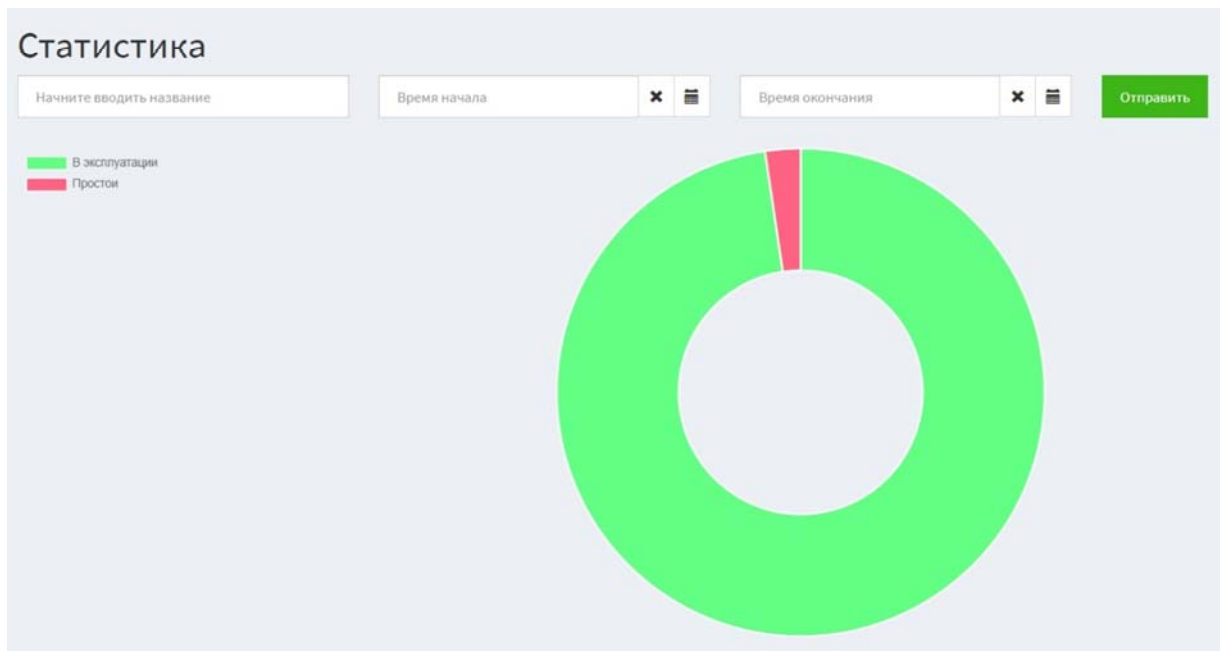 Статистика
Начните вводить название
Время начала
Время окончания
Отправить
В эксплуатации
Простои